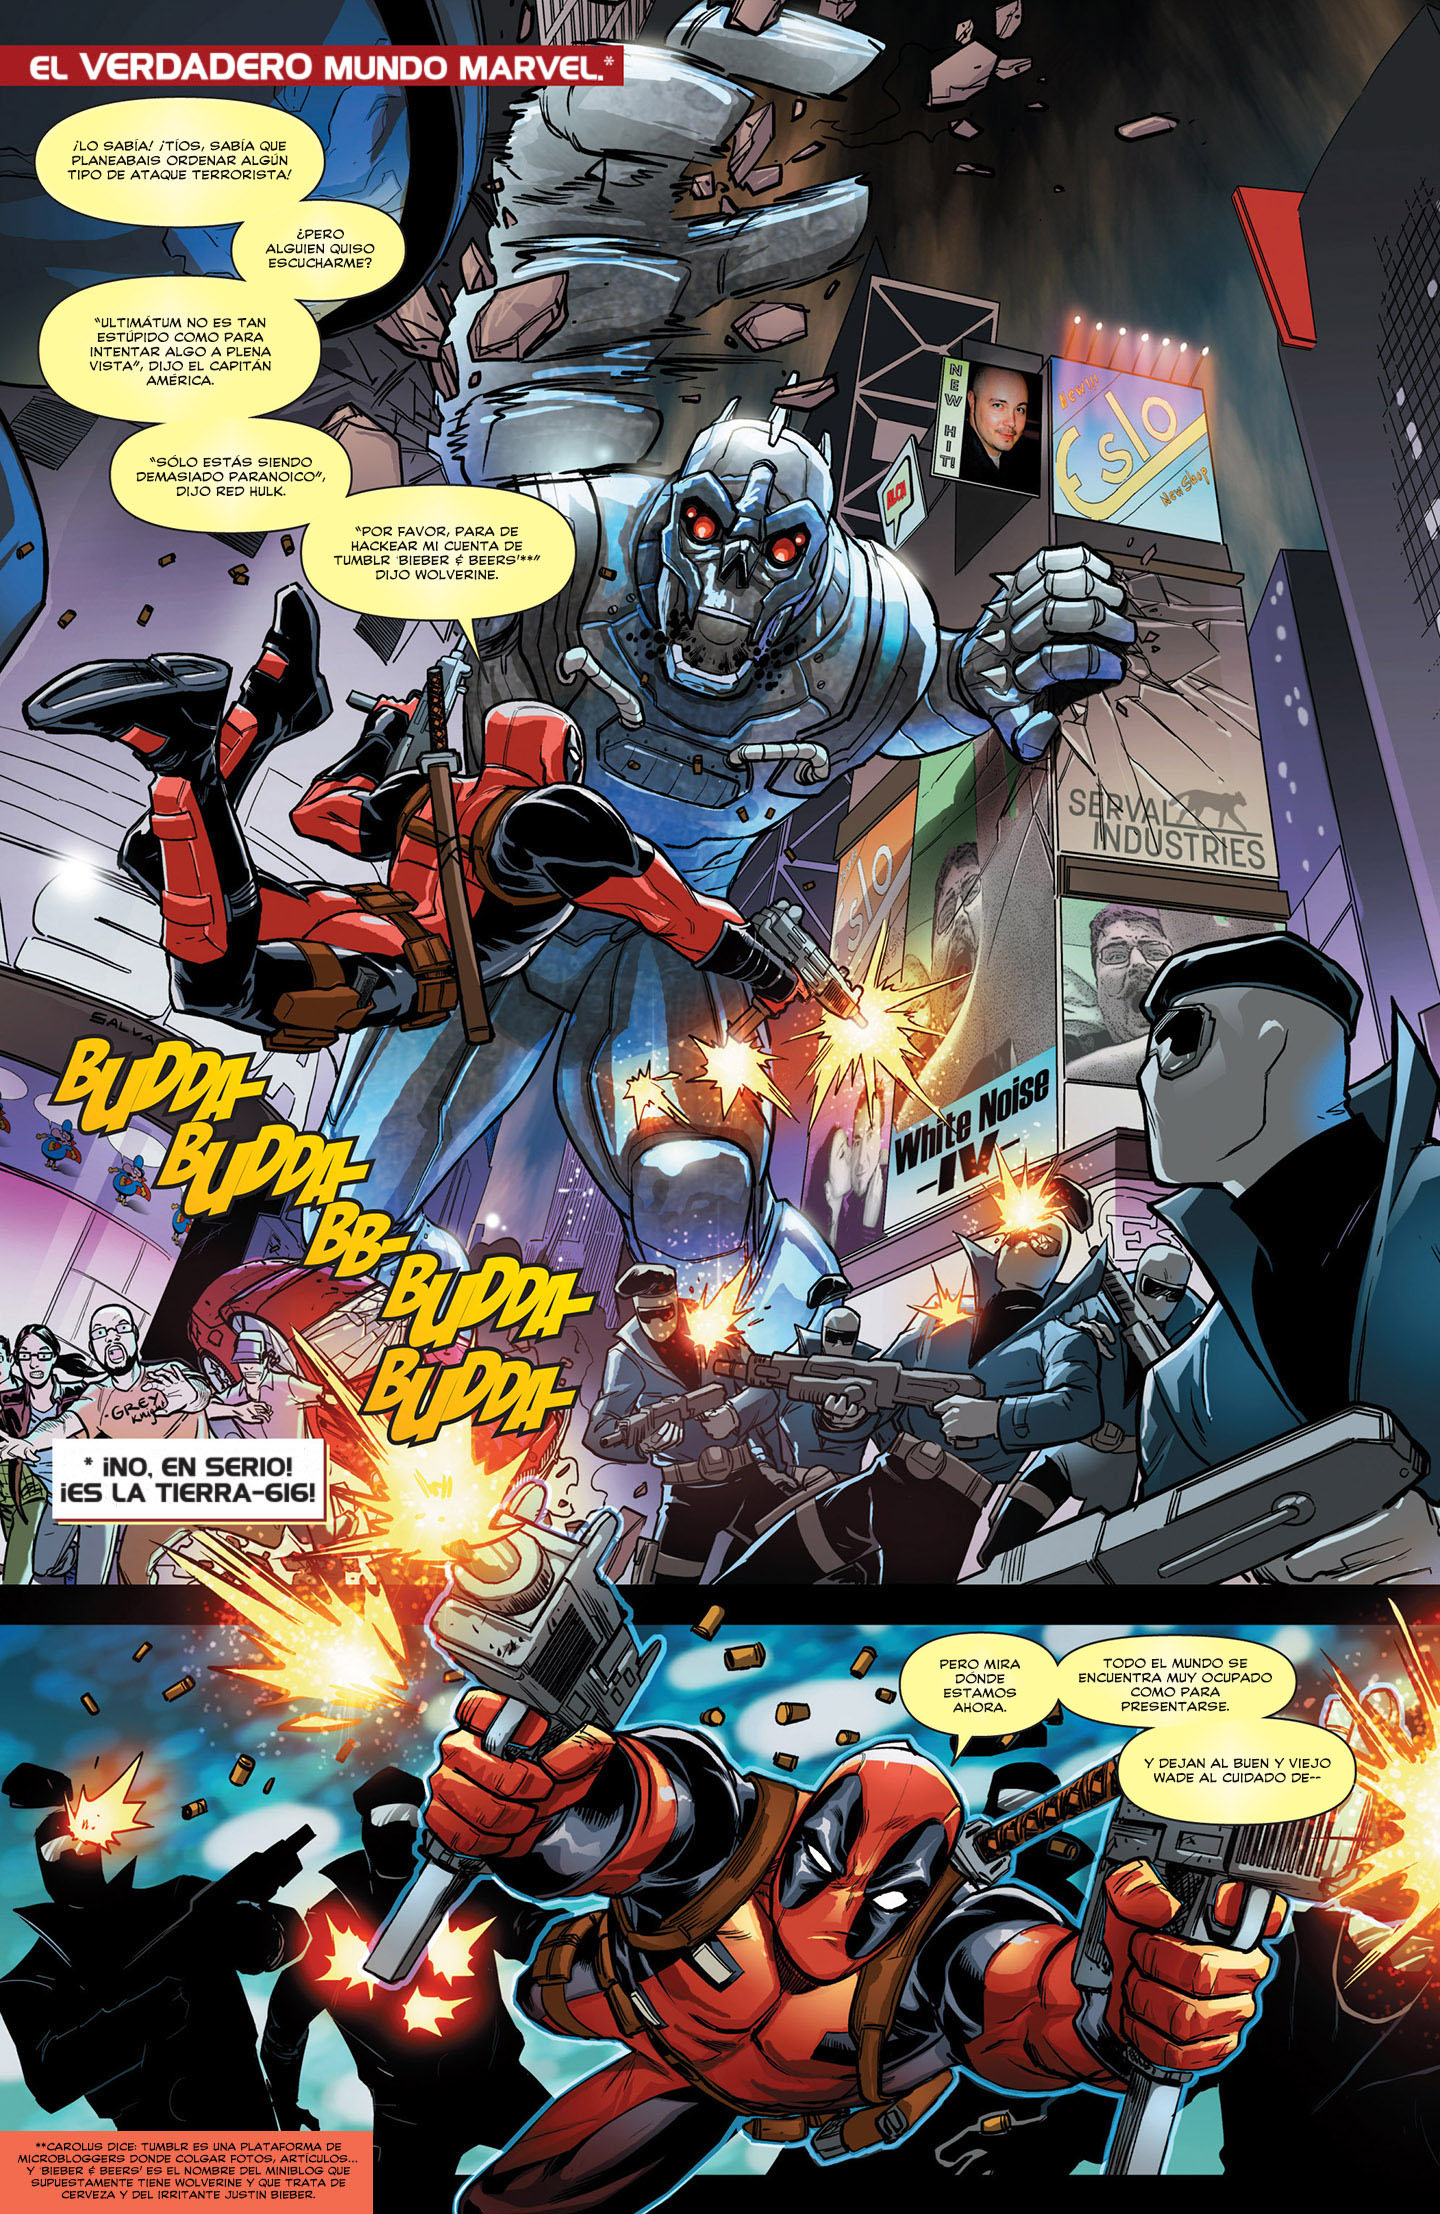 EL VERDADERO MUNDO MARVEL.*
¡LO SABÍA! ¡TÍOS, SABÍA QUE
PLANEABAIS ORDENAR ALGÚN
TIPO DE ATAQUE TERRORISTA!
¿PERO
ALGUIEN QUISO
ESCUCHARME?
"ULTIMÁTUM NO ES TAN
ESTÚPIDO COMO PARA
INTENTAR ALGO A PLENA
VISTA", DIJO EL CAPITÁN
AMÉRICA.
"SÓLO ESTÁS SIENDO
DEMASIADO PARANOICO",
DIJO RED HULK.
"POR FAVOR, PARA DE
HACKEAR MI CUENTA DE
TUMBLR 'BIEBER & BEERS'**"
DIJO WOLVERINE.
NEW HIT!
New!!!
Eslo
New Shop
ALCN
SERVAL
INDUSTRIES
Eslo
White Noise
-IV-
SALVA
BUDDA-
BUDDA-
BB-
BUDDA-
BUDDA-
-GREY
* ¡NO, EN SERIO!
¡ES LA TIERRA-616!
PERO MIRA
DÓNDE
ESTAMOS
AHORA.
TODO EL MUNDO SE
ENCUENTRA MUY OCUPADO
COMO PARA
PRESENTARSE.
Y DEJAN AL BUEN Y VIEJO
WADE AL CUIDADO DE--
**CAROLUS DICE: TUMBLR ES UNA PLATAFORMA DE
MICROBLOGGERS DONDE COLGAR FOTOS, ARTÍCULOS...
Y 'BIEBER & BEERS' ES EL NOMBRE DEL MINIBLOG QUE
SUPUESTAMENTE TIENE WOLVERINE Y QUE TRATA DE
CERVEZA Y DEL IRRITANTE JUSTIN BIEBER.